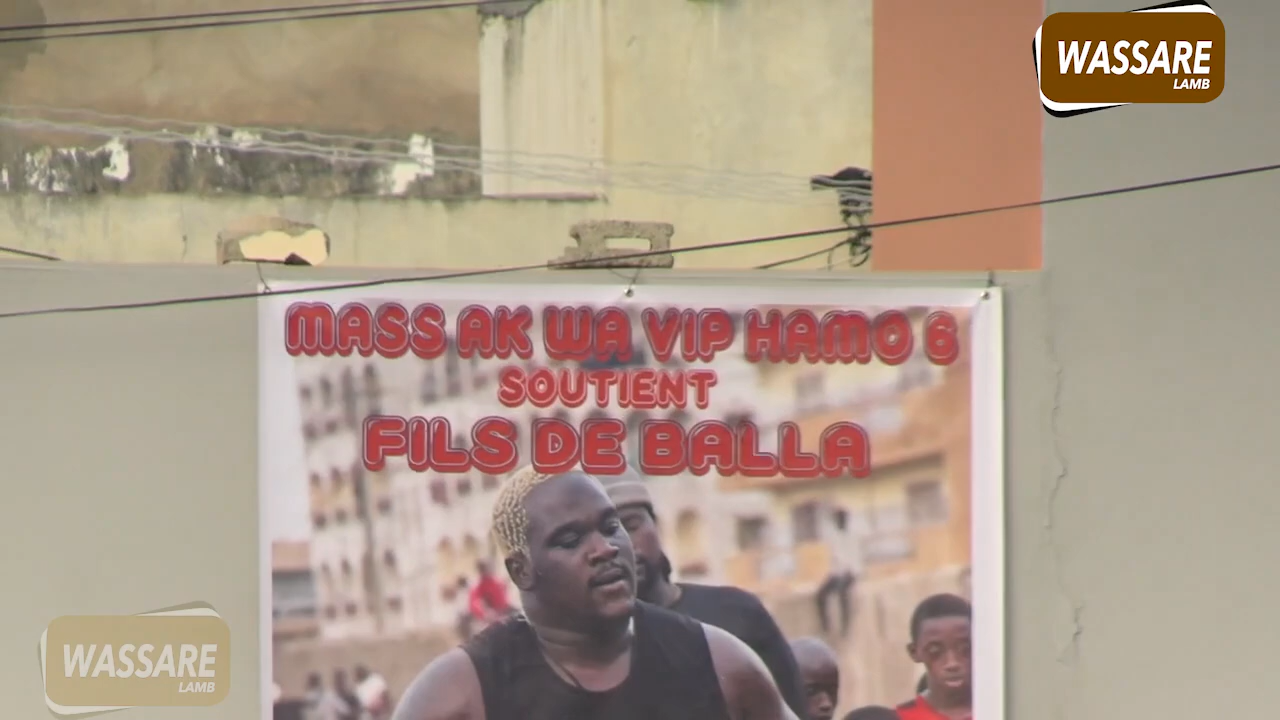 WASSARE
LAMB
MASS AK WA VIP HAMO 6
SOUTIENT
FILS DE BALLA
WASSARE
LAMB